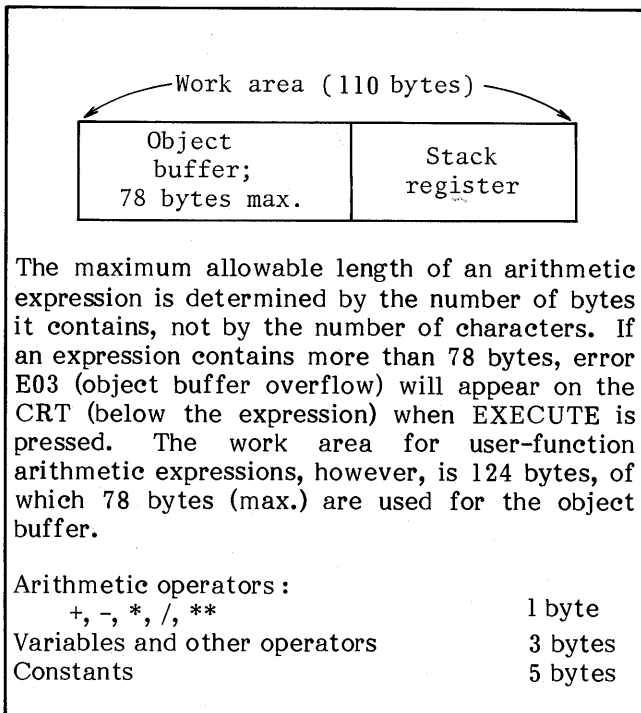 Work area (110 bytes)
Object
buffer;
78 bytes max.
Stack
register
The maximum allowable length of an arithmetic
expression is determined by the number of bytes
it contains, not by the number of characters. If
an expression contains more than 78 bytes, error
E03 (object buffer overflow) will appear on the
CRT (below the expression) when EXECUTE is
pressed. The work area for user-function
arithmetic expressions, however, is 124 bytes, of
which 78 bytes (max.) are used for the object
buffer.
Arithmetic operators :
+, -, *, /, ** 1 byte
Variables and other operators 3 bytes
Constants 5 bytes